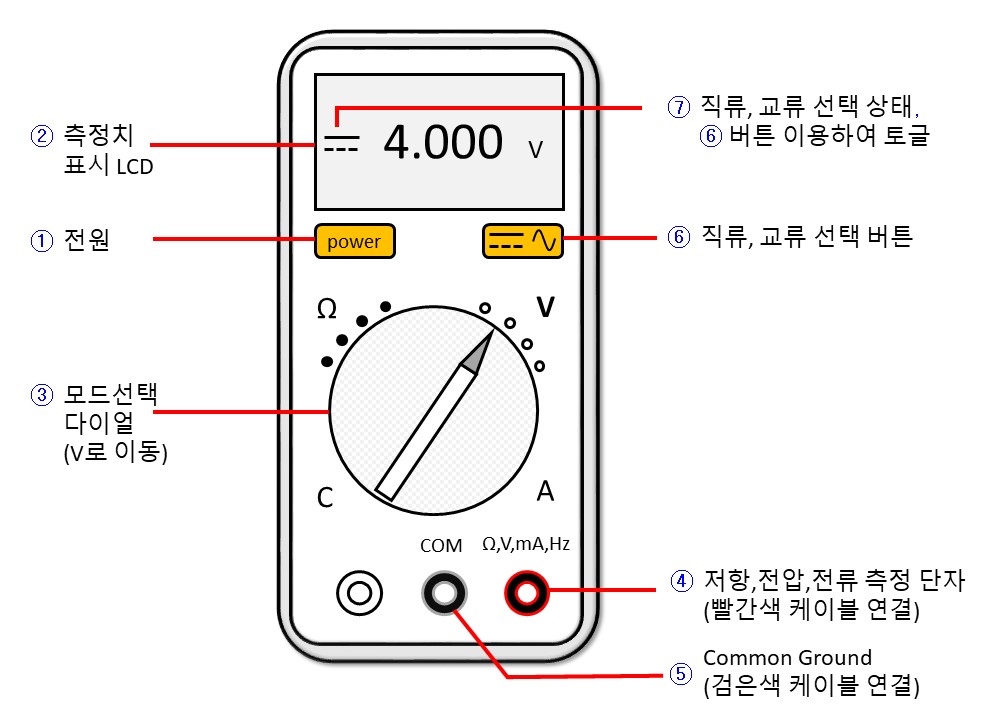 ② 측정치
표시 LCD
⑦ 직류, 교류 선택 상태,
⑥ 버튼 이용하여 토글
4.000 V
① 전원
power
⑥ 직류, 교류 선택 버튼
Ω
V
③ 모드선택
다이얼
(V로 이동)
C
A
COM
Ω,V,mA,Hz
④ 저항,전압,전류 측정 단자
(빨간색 케이블 연결)
⑤ Common Ground
(검은색 케이블 연결)